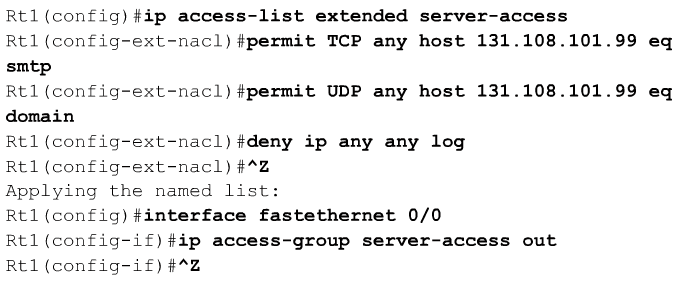 Rt1(config)#ip access-list extended server-access
Rt1(config-ext-nacl)#permit TCP any host 131.108.101.99 eq
smtp
Rt1(config-ext-nacl)#permit UDP any host 131.108.101.99 eq
domain
Rt1(config-ext-nacl)#deny ip any any log
Rt1(config-ext-nacl)#^Z
Applying the named list:
Rt1(config)#interface fastethernet 0/0
Rt1(config-if)#ip access-group server-access out
Rt1(config-if)#^Z